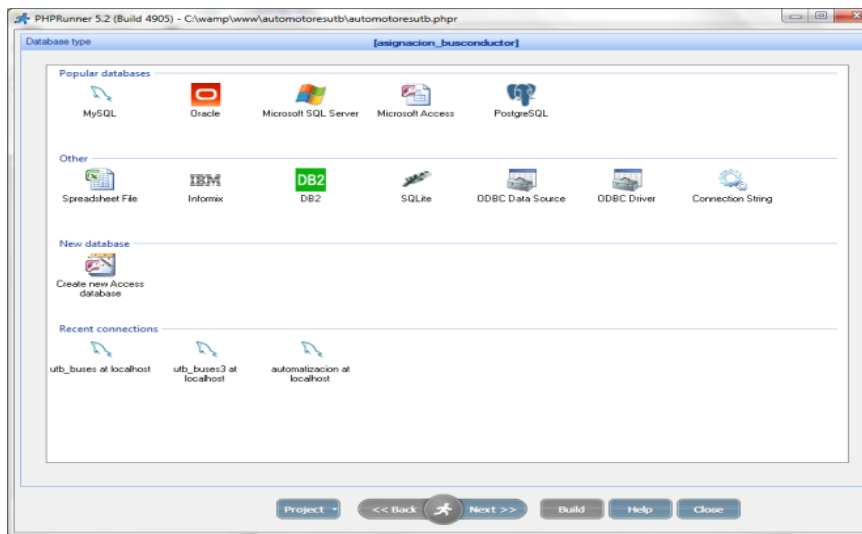 PHPRunner 5.2 (Build 4905) - C:\wamp\www\automotoresutb\automotoresutb.phpr
Database type [asignacion_busconductor]
Popular databases
MySQL Oracle Microsoft SQL Server Microsoft Access PostgreSQL
Other
IBM DB2
Spreadsheet File Informix DB2 SQLite ODBC Data Source ODBC Driver Connection String
New database
Create new Access
database
Recent connections
utb_buses at localhost utb_buses3 at automatizacion at
localhost localhost
Project << Back Next >> Build Help Close